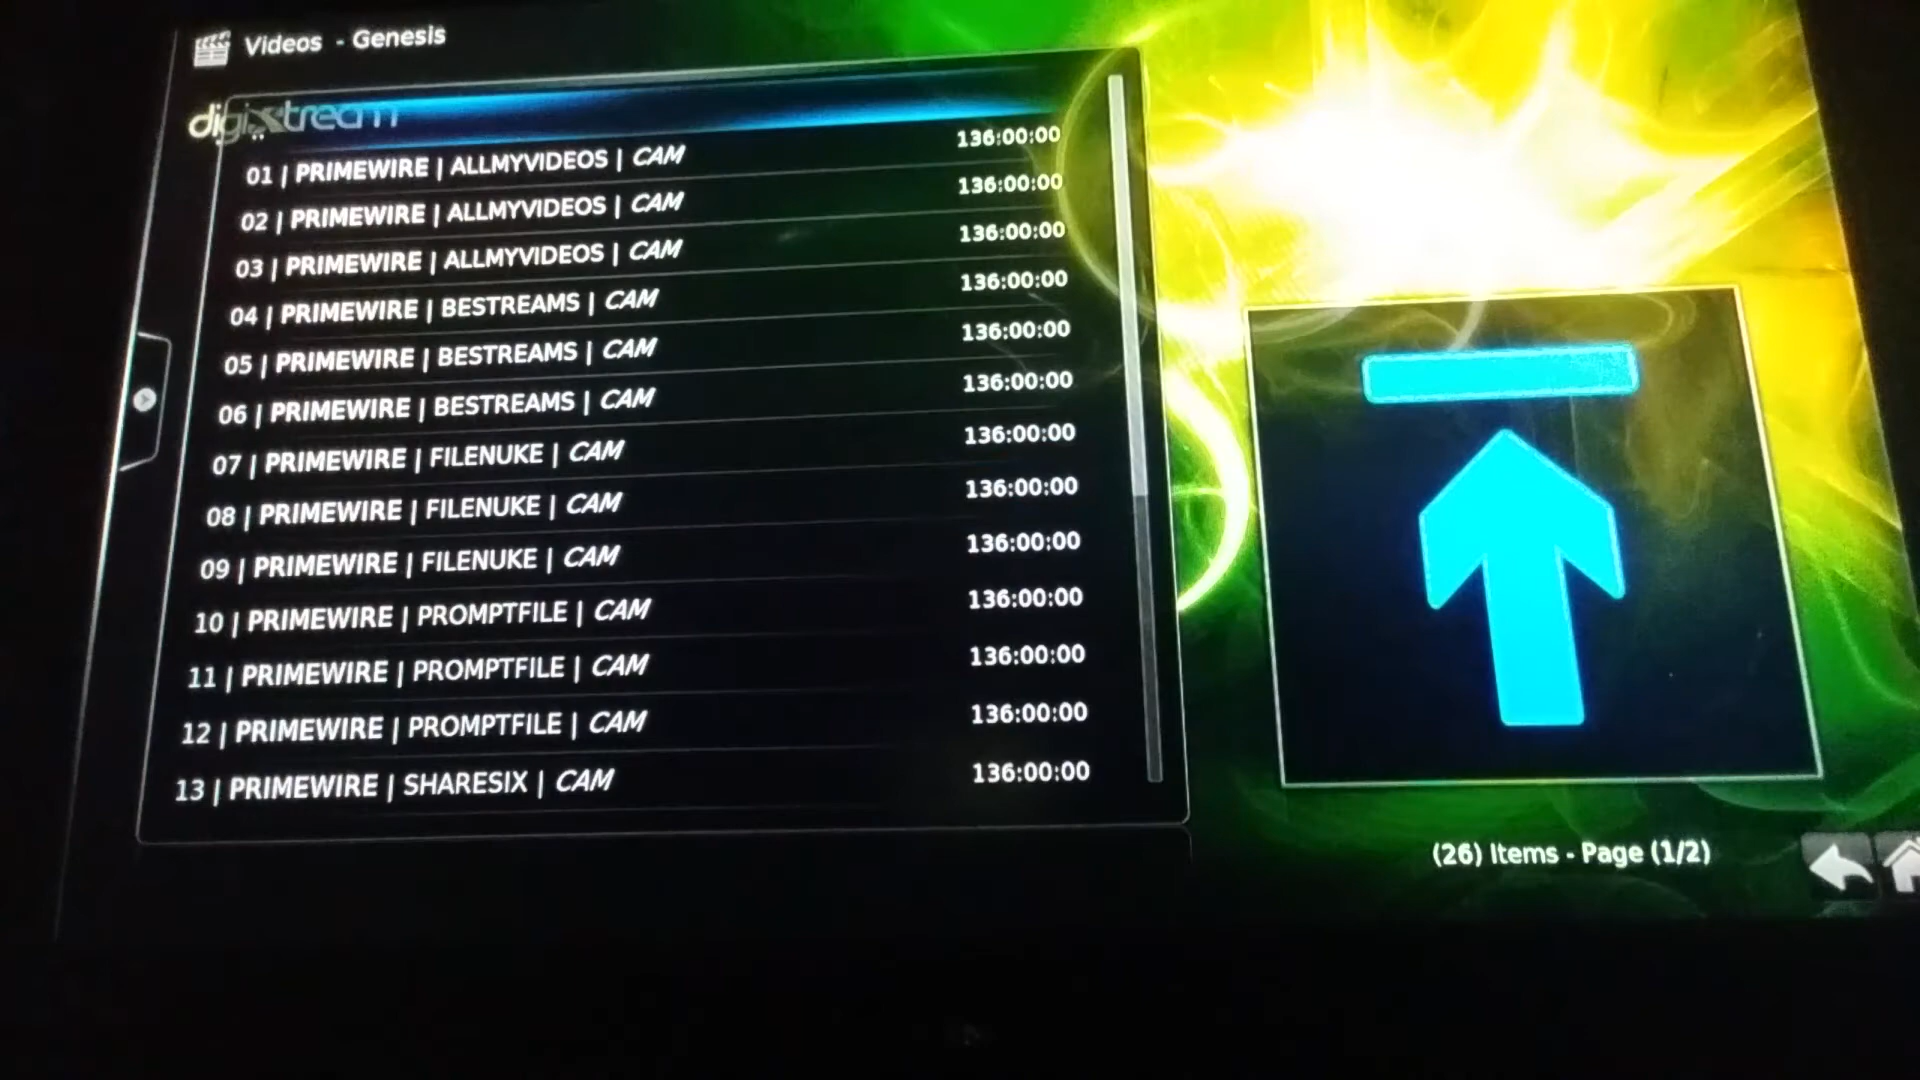 Videos - Genesis
digixtream
..
01 | PRIMEWIRE | ALLMYVIDEOS | CAM 136:00:00
02 | PRIMEWIRE | ALLMYVIDEOS | CAM 136:00:00
03 | PRIMEWIRE | ALLMYVIDEOS | CAM 136:00:00
04 | PRIMEWIRE | BESTREAMS | CAM 136:00:00
05 | PRIMEWIRE | BESTREAMS | CAM 136:00:00
06 | PRIMEWIRE | BESTREAMS | CAM 136:00:00
07 | PRIMEWIRE | FILENUKE | CAM 136:00:00
08 | PRIMEWIRE | FILENUKE | CAM 136:00:00
09 | PRIMEWIRE | FILENUKE | CAM 136:00:00
10 | PRIMEWIRE | PROMPTFILE | CAM 136:00:00
11 | PRIMEWIRE | PROMPTFILE | CAM 136:00:00
12 | PRIMEWIRE | PROMPTFILE | CAM 136:00:00
13 | PRIMEWIRE | SHARESIX | CAM 136:00:00
(26) Items - Page (1/2)